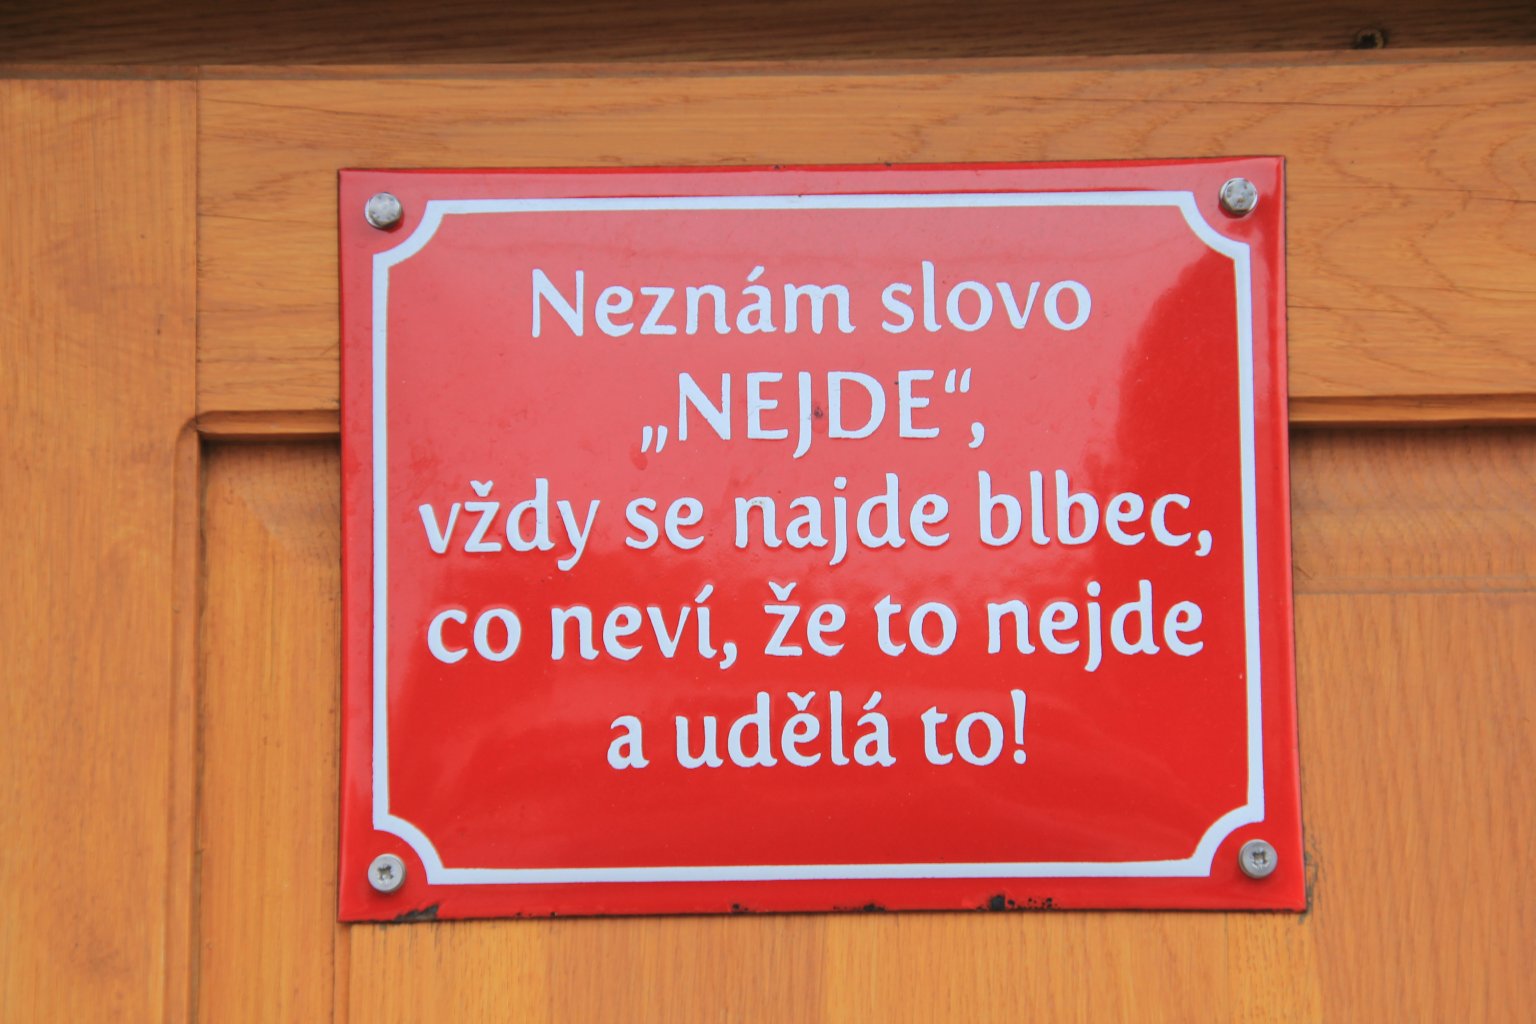 Neznám slovo
„NEJDE“,
vždy se najde blbec,
co neví, že to nejde
a udělá to!